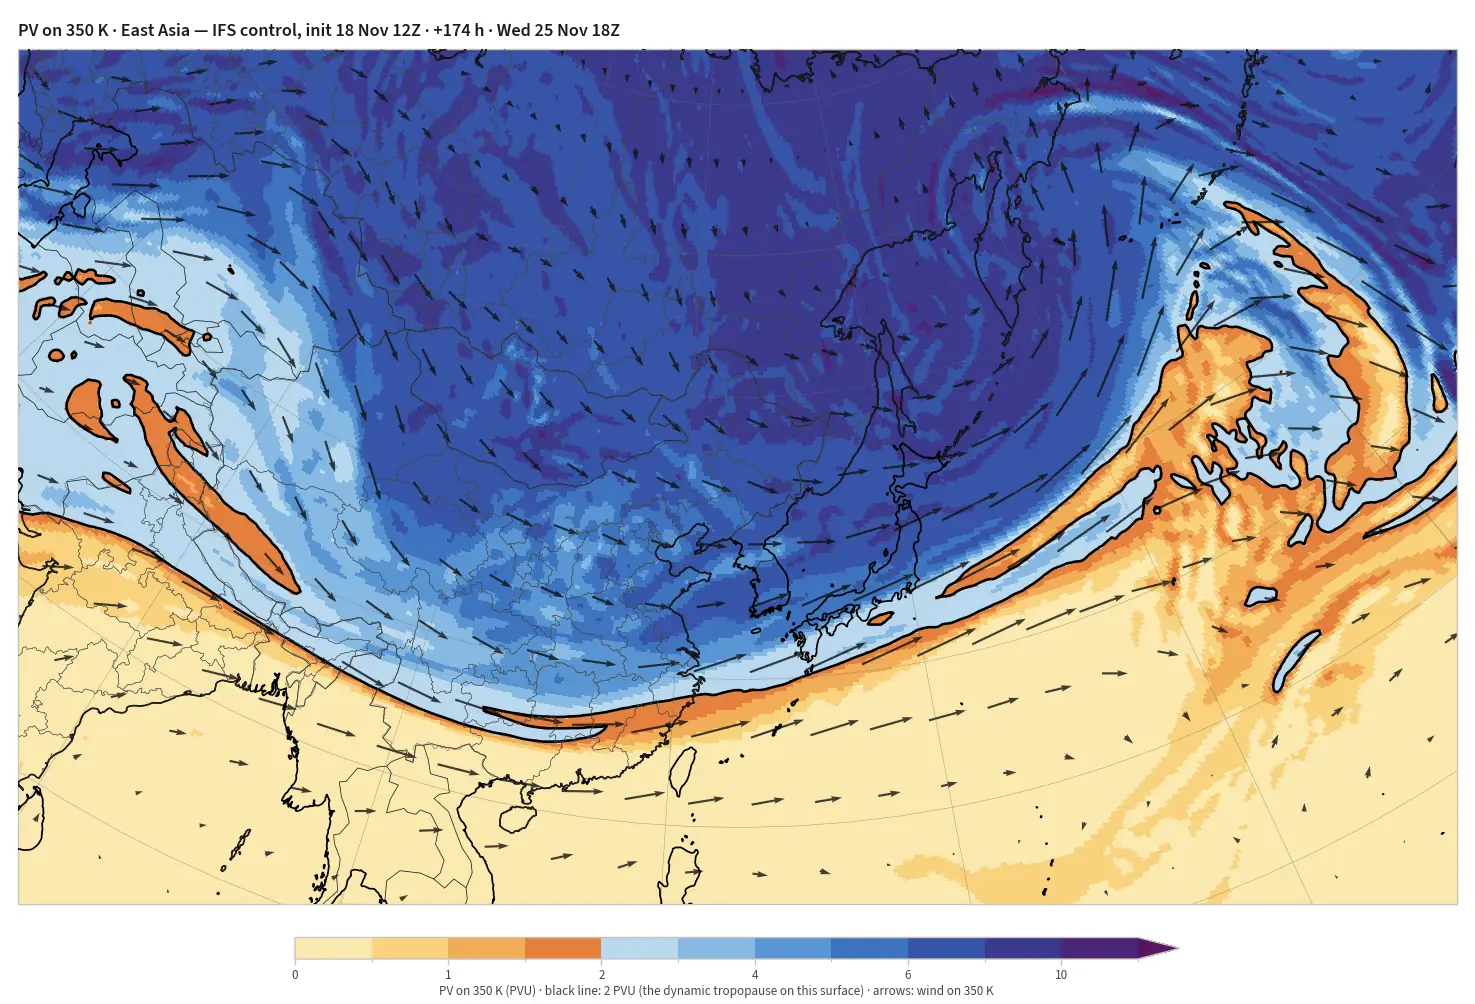 PV on 350 K · East Asia — IFS control, init 18 Nov 12Z · +174 h · Wed 25 Nov 18Z
0 1 2 4 6 10
PV on 350 K (PVU) · black line: 2 PVU (the dynamic tropopause on this surface) · arrows: wind on 350 K